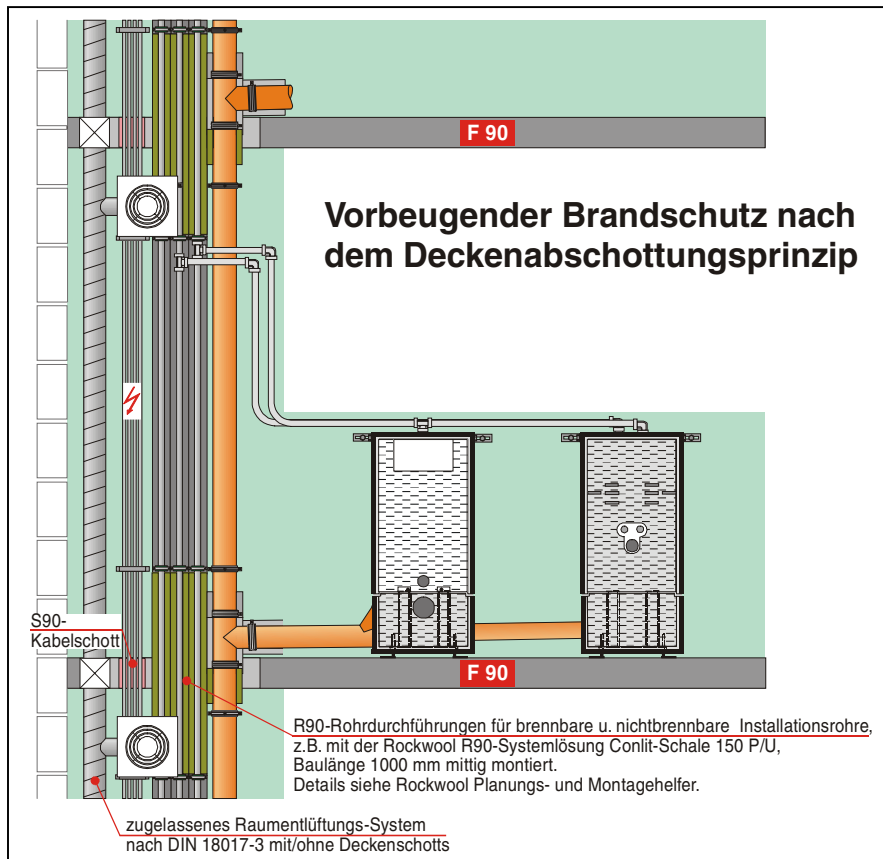 F 90
Vorbeugender Brandschutz nach
dem Deckenabschottungsprinzip
S90-
Kabelschott
F 90
R90-Rohrdurchführungen für brennbare u. nichtbrennbare Installationsrohre,
z.B. mit der Rockwool R90-Systemlösung Conlit-Schale 150 P/U,
Baulänge 1000 mm mittig montiert.
Details siehe Rockwool Planungs- und Montagehelfer.
zugelassenes Raumentlüftungs-System
nach DIN 18017-3 mit/ohne Deckenschotts